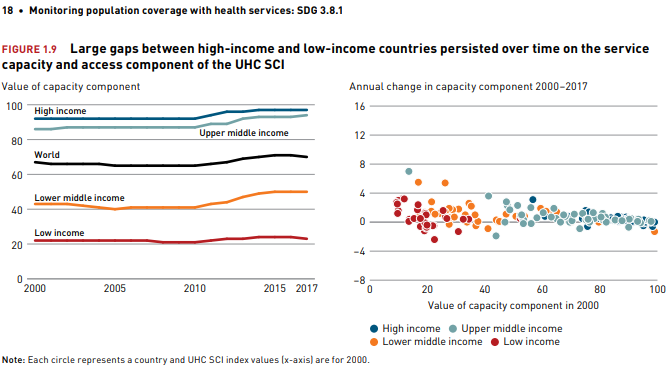 18 • Monitoring population coverage with health services: SDG 3.8.1
FIGURE 1.9 Large gaps between high-income and low-income countries persisted over time on the service
capacity and access component of the UHC SCI
Value of capacity component
100
80
60
40
20
0
High income
Upper middle income
World
Lower middle income
Low income
2000 2005 2010 2015 2017
Annual change in capacity component 2000–2017
16
12
8
4
0
−4
−8
0 20 40 60 80 100
Value of capacity component in 2000
High income Upper middle income
Lower middle income Low income
Note: Each circle represents a country and UHC SCI index values (x-axis) are for 2000.